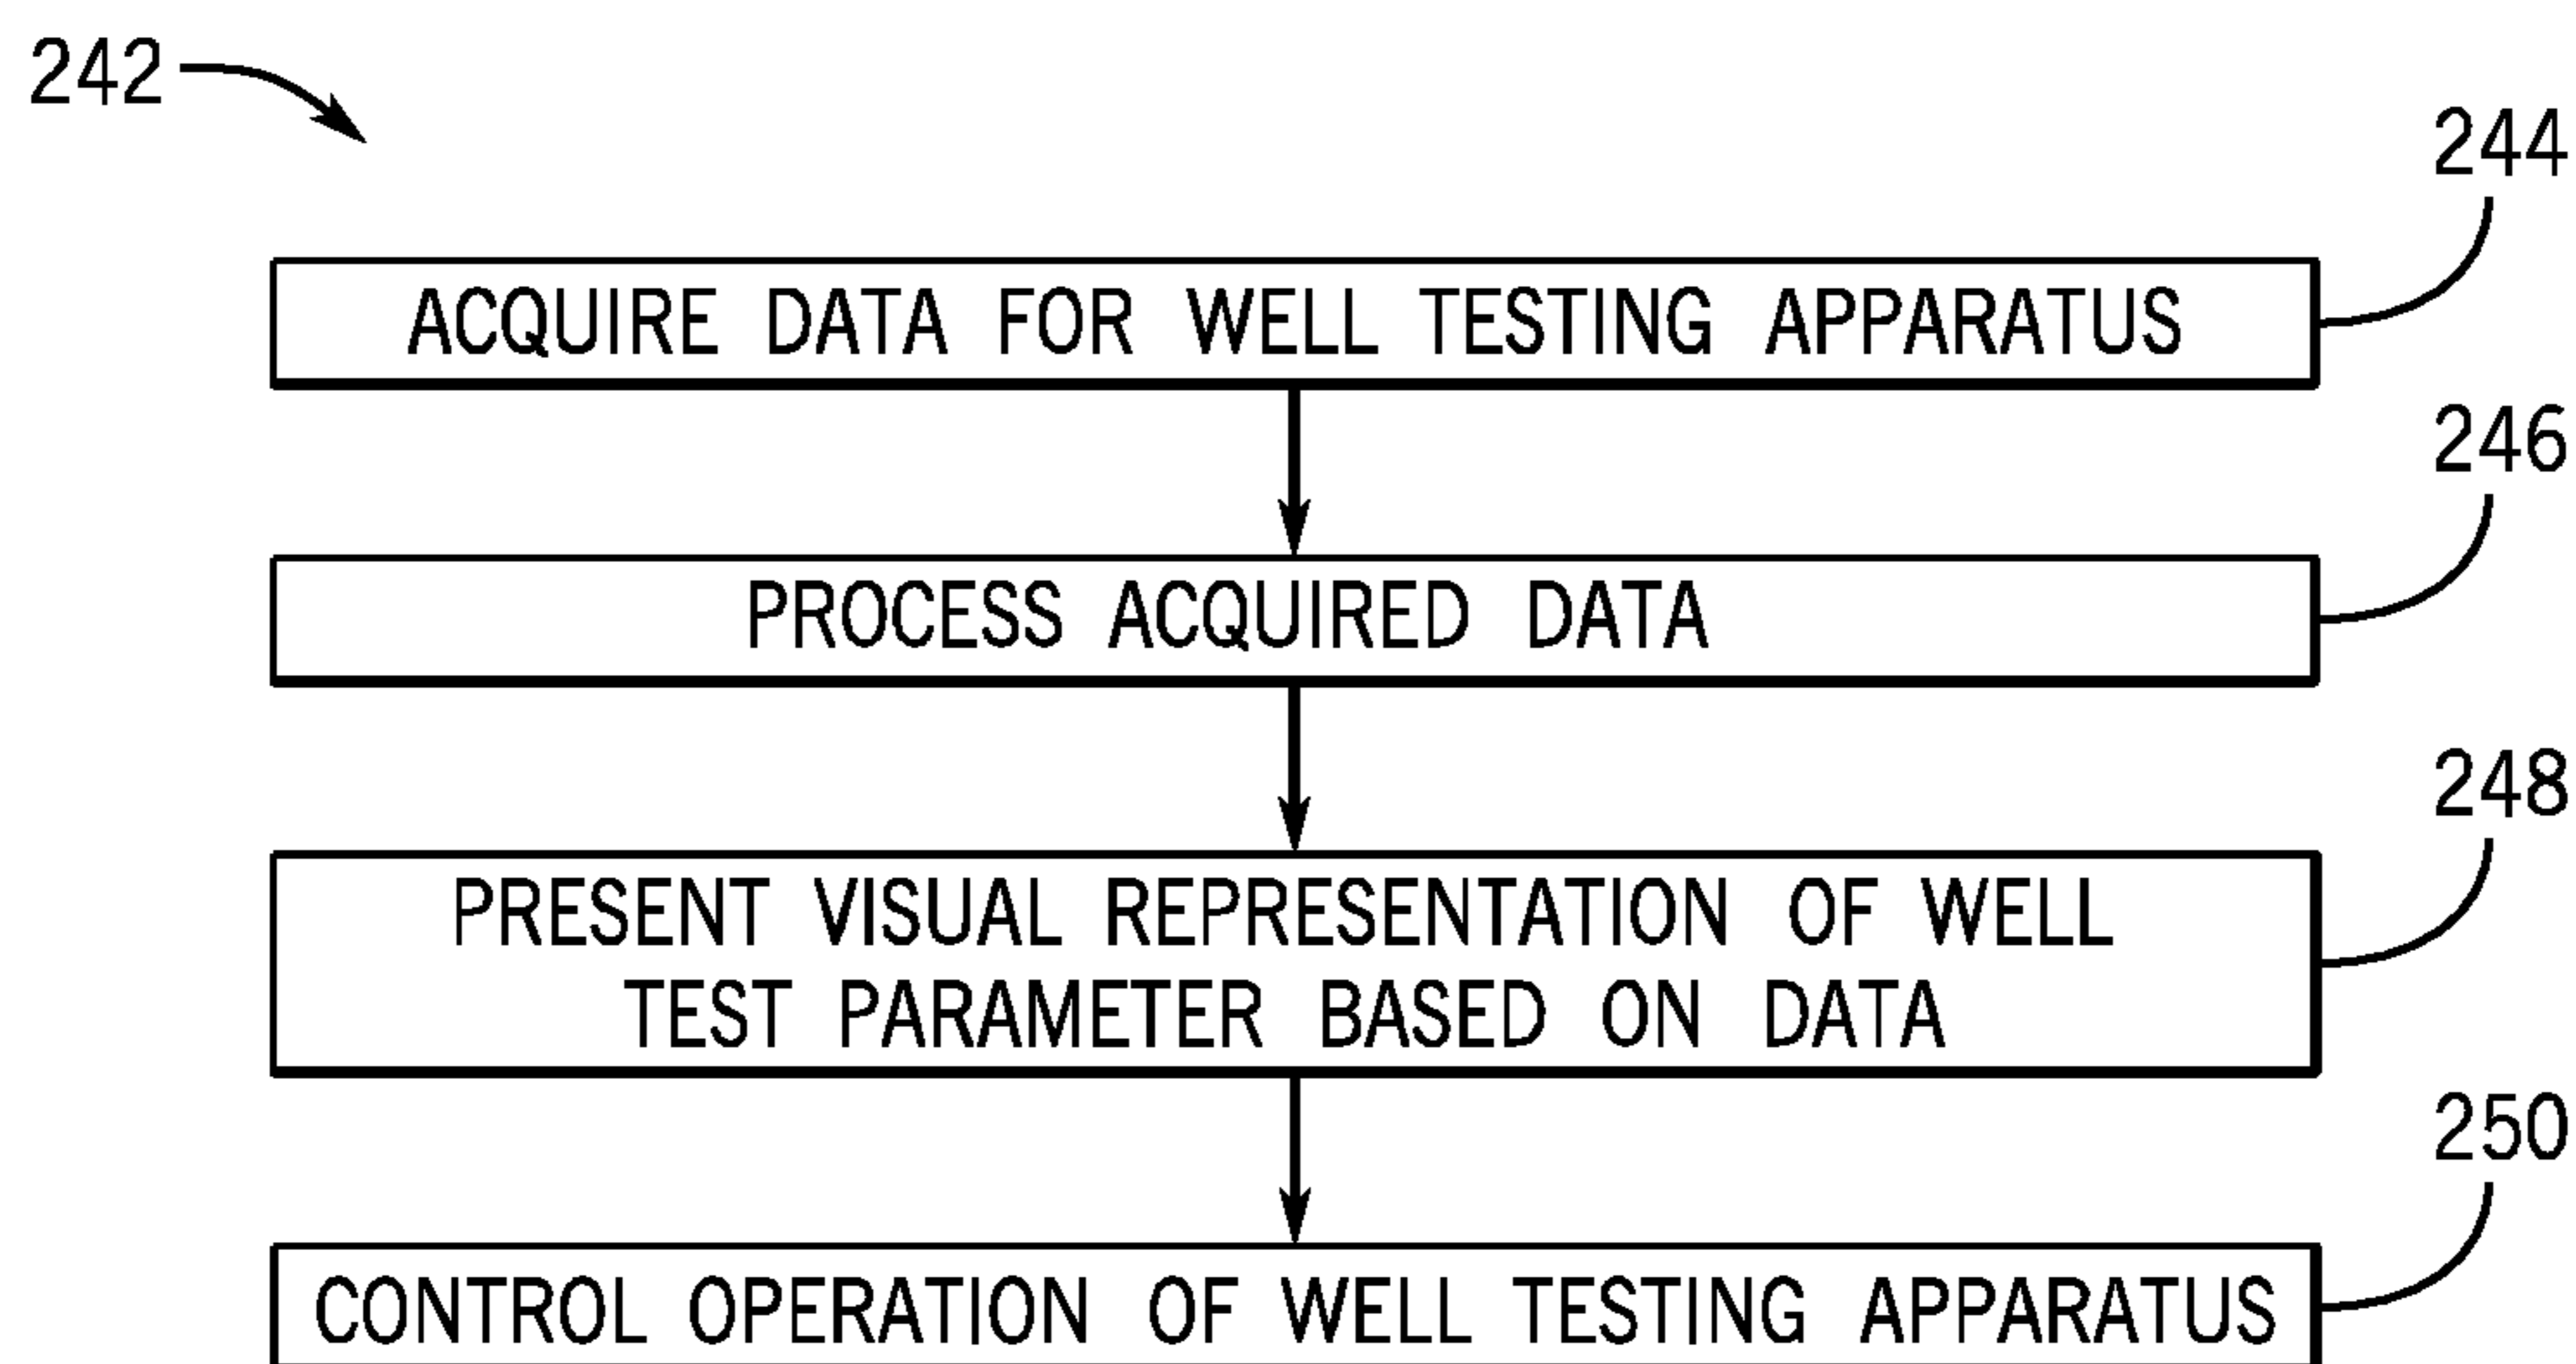 242
244
ACQUIRE DATA FOR WELL TESTING APPARATUS
246
PROCESS ACQUIRED DATA
248
PRESENT VISUAL REPRESENTATION OF WELL
TEST PARAMETER BASED ON DATA
250
CONTROL OPERATION OF WELL TESTING APPARATUS